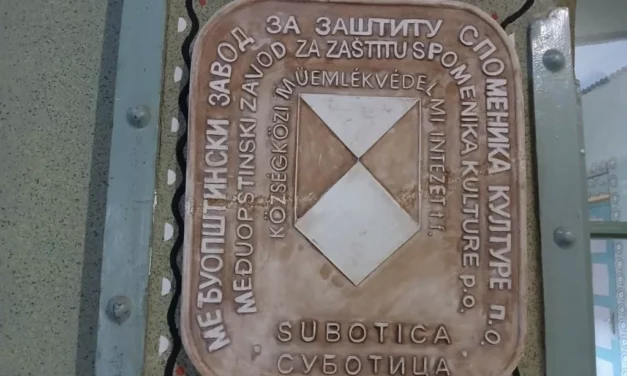 МЕЂУОПШТИНСКИ ЗАВОД ЗА ЗАШТИТУ СПОМЕНИКА КУЛТУРЕ п.о.
MEĐUOPŠTINSKI ZAVOD ZA ZAŠTITU SPOMENIKA KULTURE p.o.
KÖZSÉGKÖZI MŰEMLÉKVÉDELMI INTÉZET t.f.
SUBOTICA
СУБОТИЦА